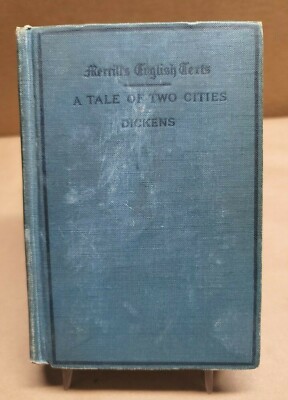 Merrill's English Texts
A TALE OF TWO CITIES
DICKENS